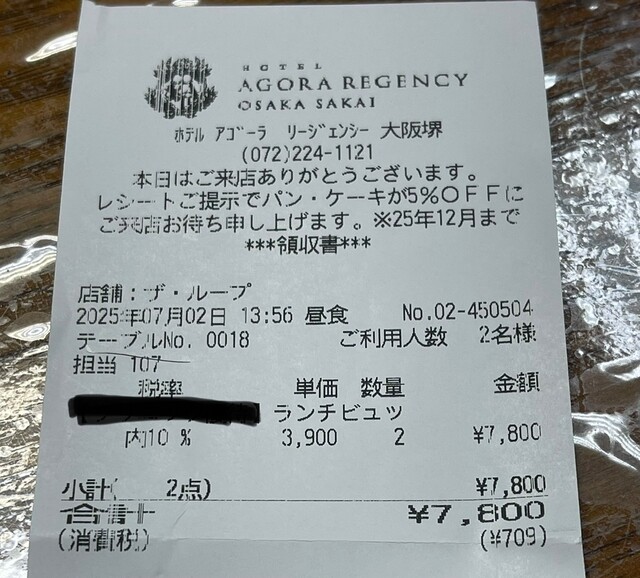 HOTEL
AGORA REGENCY
OSAKA SAKAI
ﾎﾃﾙ ｱｺﾞｰﾗ ﾘｰｼﾞｪﾝｼｰ 大阪堺
(072)224-1121
本日はご来店ありがとうございます。
レシートご提示でパン・ケーキが5%OFFに
ご来店お待ち申し上げます。※25年12月まで
***領収書***
店舗：ザ・ループ
2025年07月02日 13:56 昼食 No.02-450504
テーブルNo. 0018 ご利用人数 2名様
担当 107
税率 単価 数量 金額
ランチビュッ
内10 % 3,900 2 ¥7,800
小計( 2点) ¥7,800
合計 ¥7,800
(消費税) (¥709)